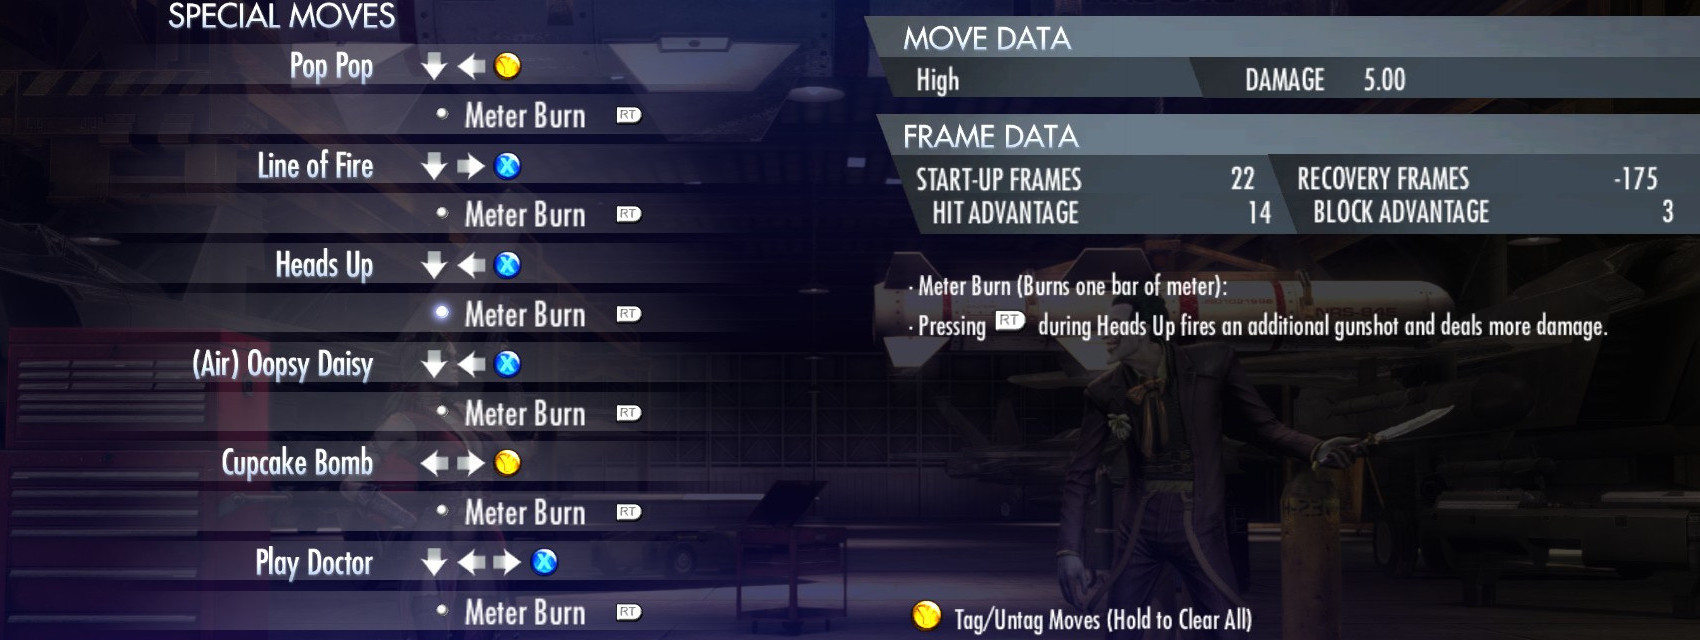 SPECIAL MOVES
Pop Pop Y
Meter Burn RT
Line of Fire X
Meter Burn RT
Heads Up X
Meter Burn RT
(Air) Oopsy Daisy X
Meter Burn RT
Cupcake Bomb Y
Meter Burn RT
Play Doctor X
Meter Burn RT
MOVE DATA
High DAMAGE 5.00
FRAME DATA
START-UP FRAMES 22 RECOVERY FRAMES -175
HIT ADVANTAGE 14 BLOCK ADVANTAGE 3
· Meter Burn (Burns one bar of meter):
· Pressing RT during Heads Up fires an additional gunshot and deals more damage.
Y Tag/Untag Moves (Hold to Clear All)